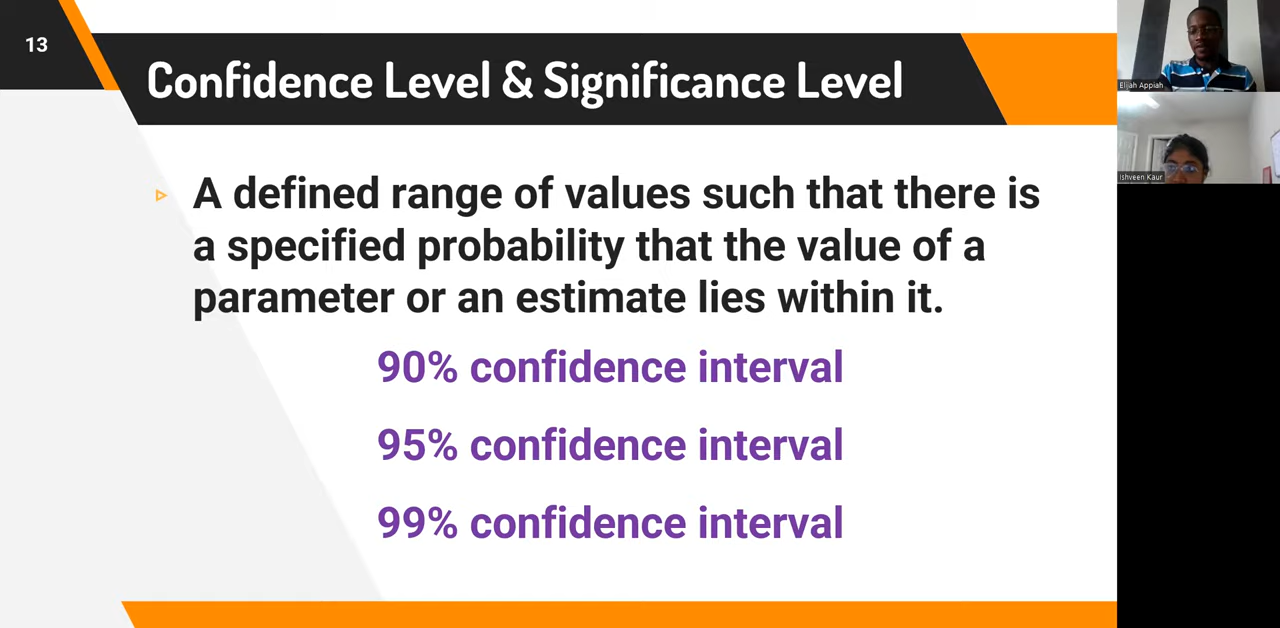 13
Confidence Level & Significance Level
A defined range of values such that there is
a specified probability that the value of a
parameter or an estimate lies within it.
90% confidence interval
95% confidence interval
99% confidence interval
Elijah Appiah
Ishveen Kaur